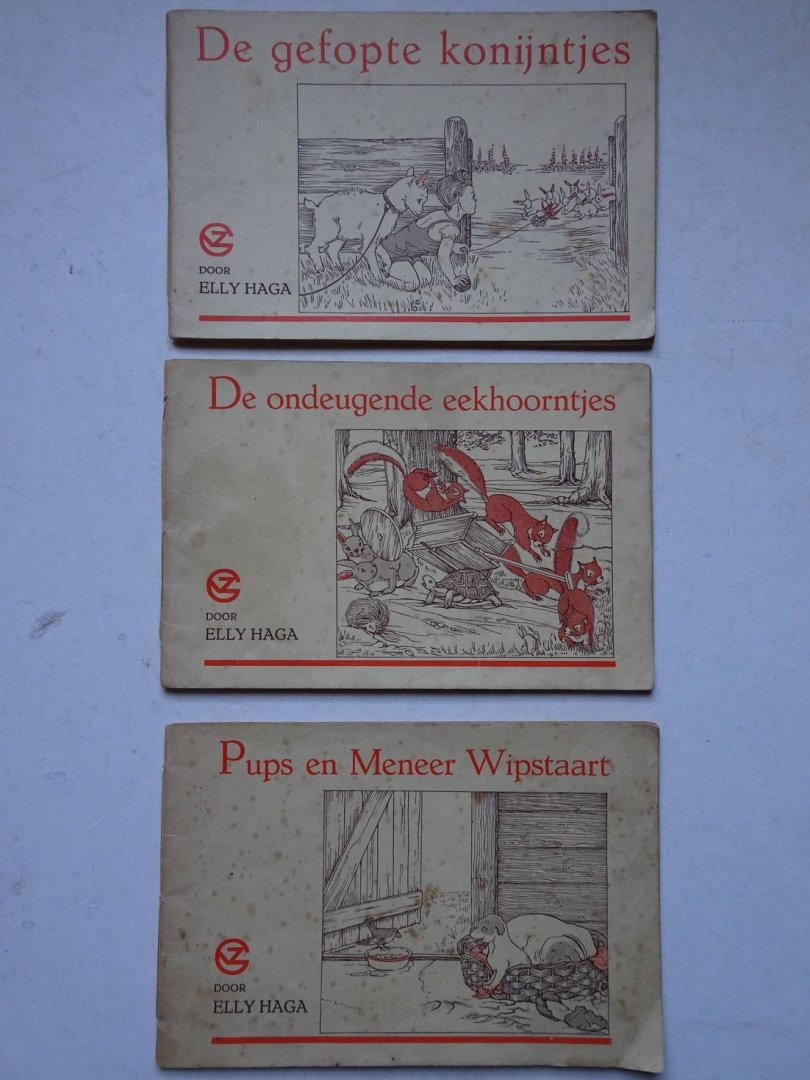 De gefopte konijntjes
DOOR
ELLY HAGA
De ondeugende eekhoorntjes
DOOR
ELLY HAGA
Pups en Meneer Wipstaart
DOOR
ELLY HAGA